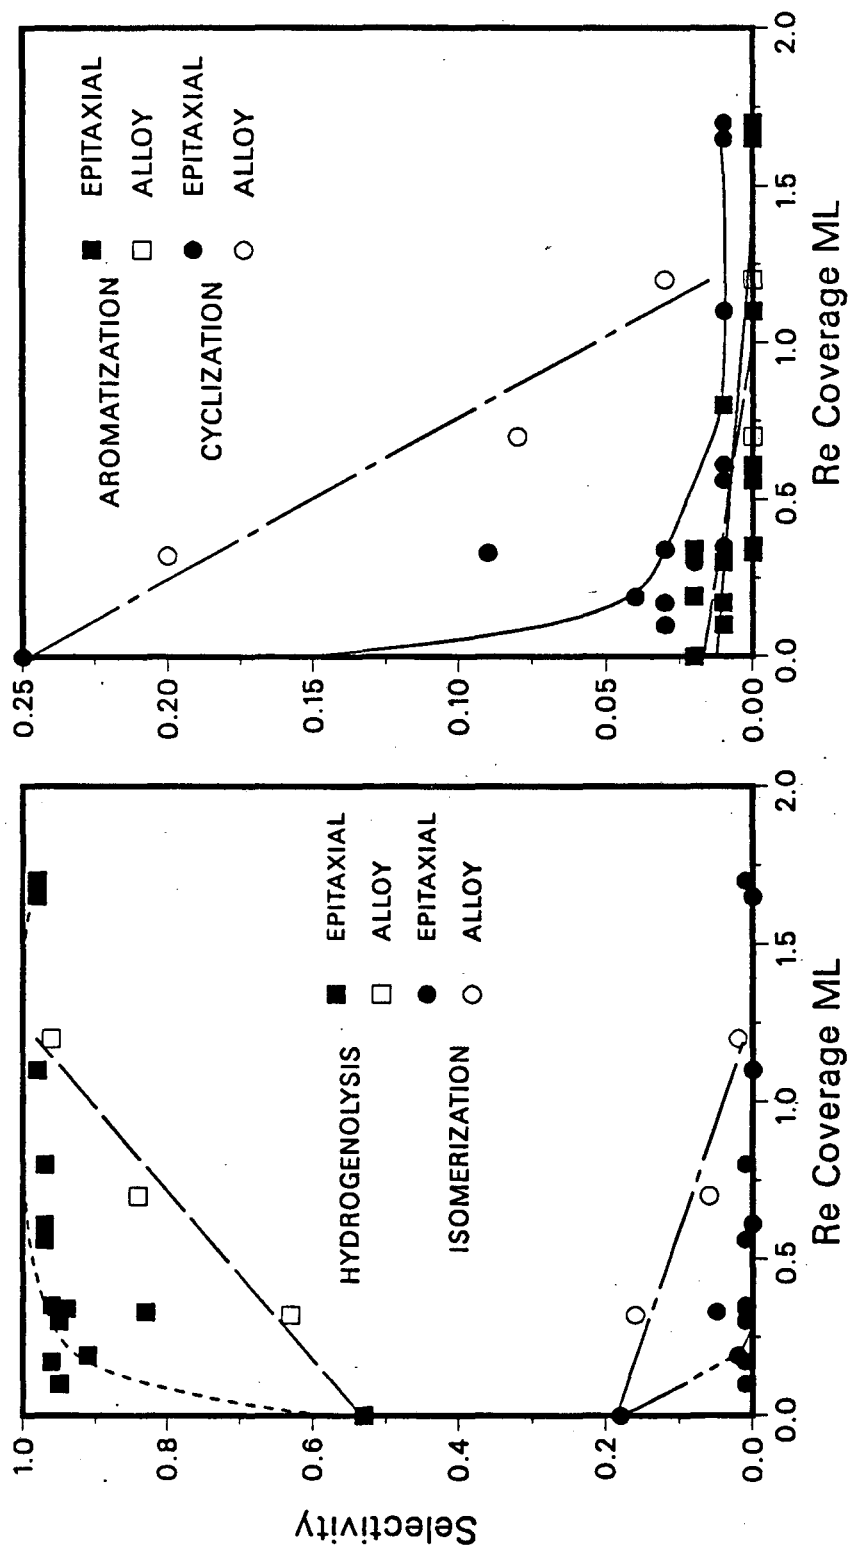 Selectivity
1.0
0.8
0.6
0.4
0.2
0.0
HYDROGENOLYSIS ■ EPITAXIAL
□ ALLOY
ISOMERIZATION ● EPITAXIAL
○ ALLOY
0.0 0.5 1.0 1.5 2.0
Re Coverage ML
0.25
0.20
0.15
0.10
0.05
0.00
AROMATIZATION ■ EPITAXIAL
□ ALLOY
CYCLIZATION ● EPITAXIAL
○ ALLOY
0.0 0.5 1.0 1.5 2.0
Re Coverage ML